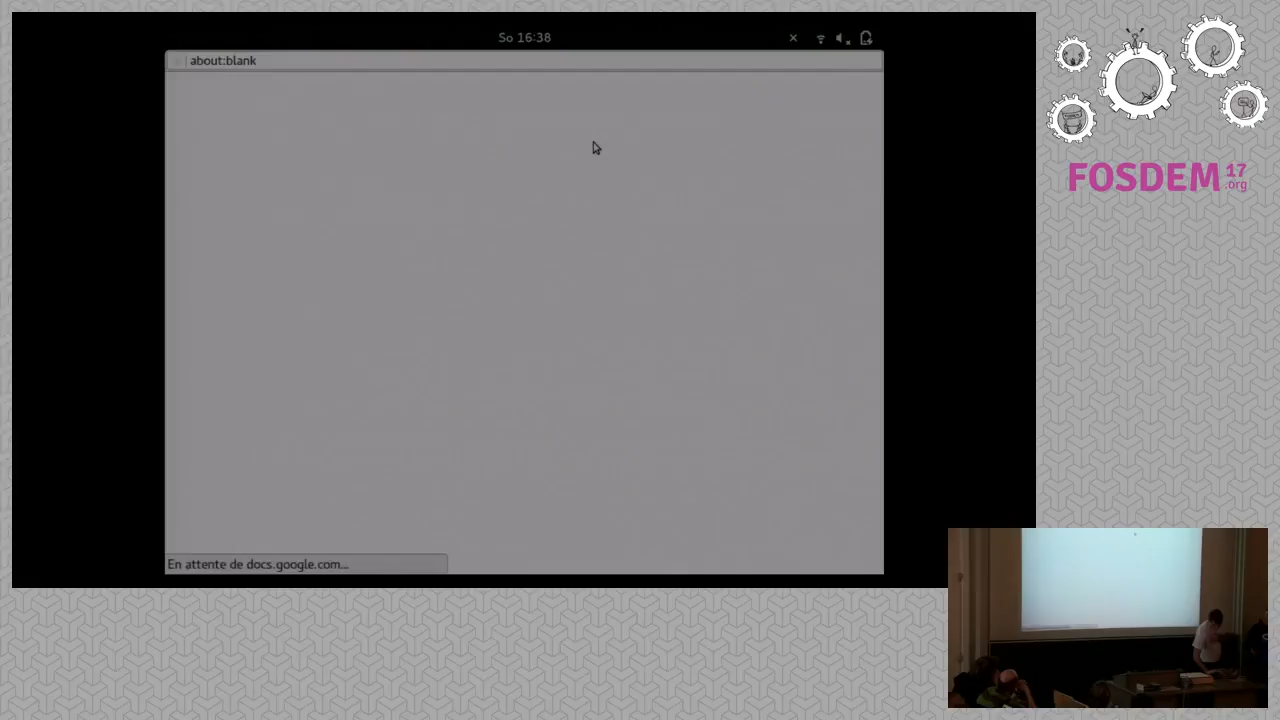 So 16:38
about:blank
En attente de docs.google.com...
FOSDEM 17
.org